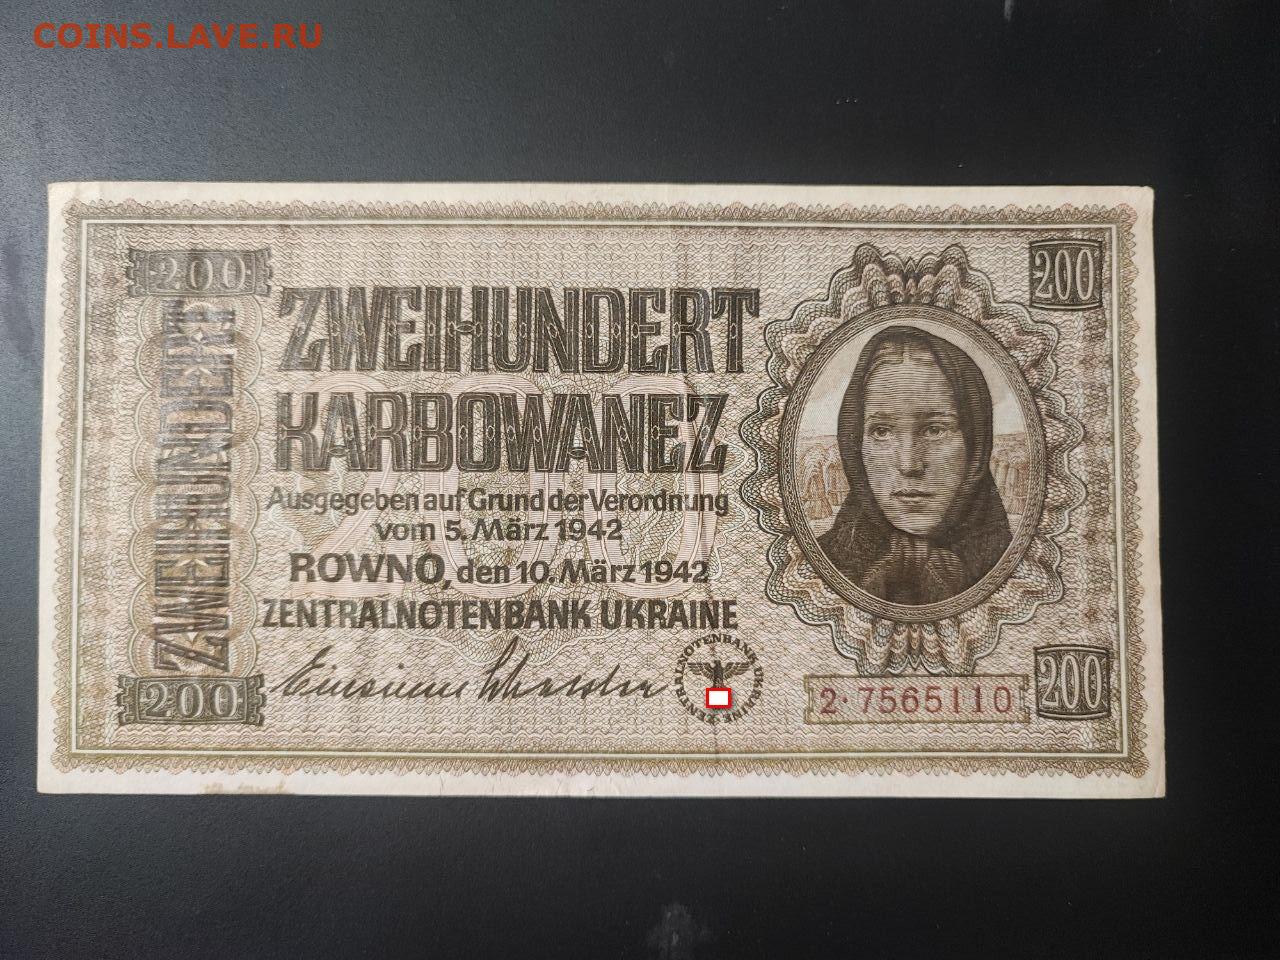 COINS.LAVE.RU
200
200
ZWEIHUNDERT
ZWEIHUNDERT
KARBOWANEZ
200
Ausgegeben auf Grund der Verordnung
vom 5. März 1942
ROWNO, den 10. März 1942
ZENTRALNOTENBANK UKRAINE
ZENTRALNOTENBANK UKRAINE
200
2·7565110
200